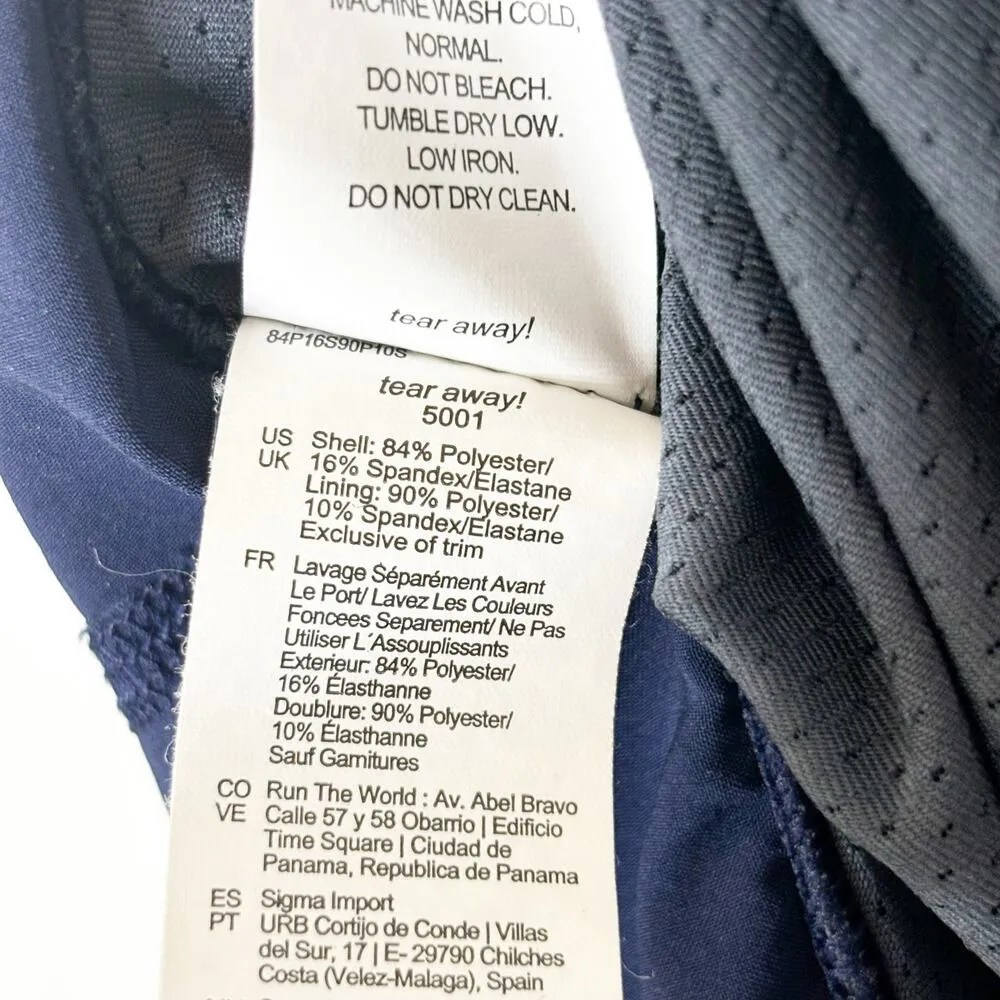 MACHINE WASH COLD,
NORMAL.
DO NOT BLEACH.
TUMBLE DRY LOW.
LOW IRON.
DO NOT DRY CLEAN.
tear away!
84P16S90P10S
tear away!
5001
US Shell: 84% Polyester/
UK 16% Spandex/Elastane
Lining: 90% Polyester/
10% Spandex/Elastane
Exclusive of trim
FR Lavage Séparément Avant
Le Port/ Lavez Les Couleurs
Foncees Separement/ Ne Pas
Utiliser L´Assouplissants
Exterieur: 84% Polyester/
16% Élasthanne
Doublure: 90% Polyester/
10% Élasthanne
Sauf Garnitures
CO Run The World : Av. Abel Bravo
VE Calle 57 y 58 Obarrio | Edificio
Time Square | Ciudad de
Panama, Republica de Panama
ES Sigma Import
PT URB Cortijo de Conde | Villas
del Sur, 17 | E- 29790 Chilches
Costa (Velez-Malaga), Spain